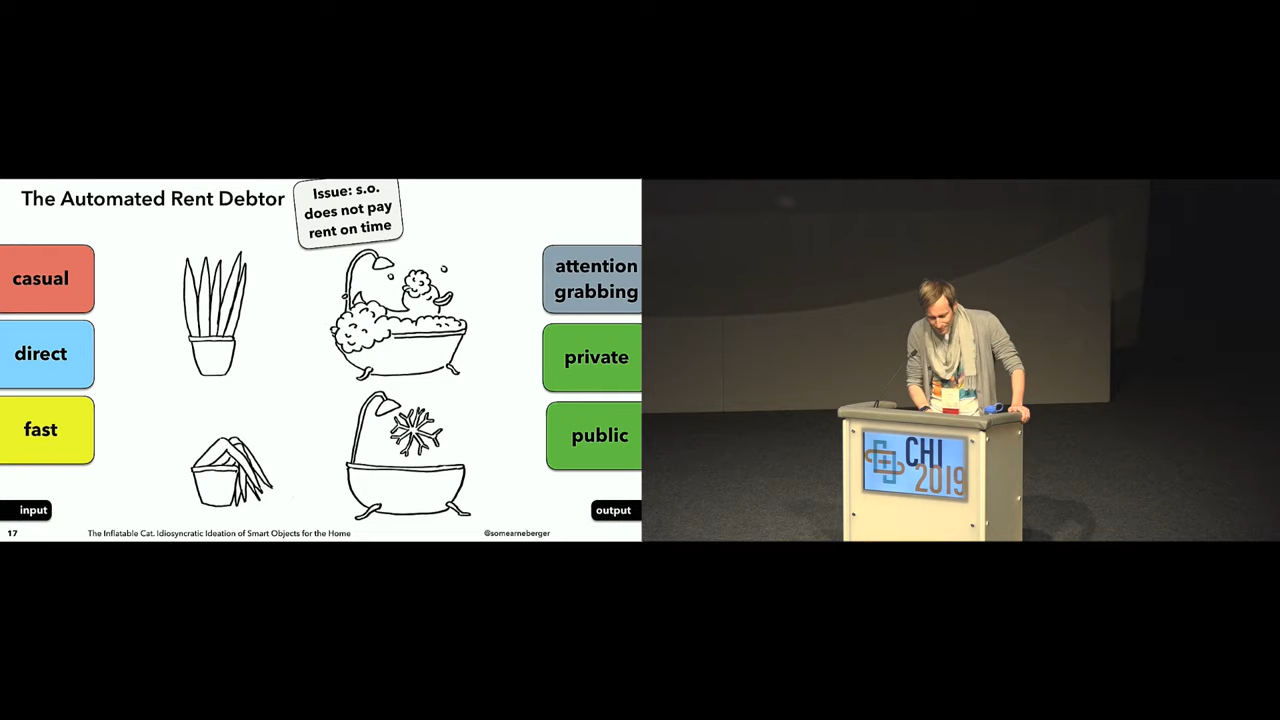 The Automated Rent Debtor
Issue: s.o.
does not pay
rent on time
casual
direct
fast
input
attention
grabbing
private
public
output
17
The Inflatable Cat. Idiosyncratic Ideation of Smart Objects for the Home
@somearneberger
CHI
2019